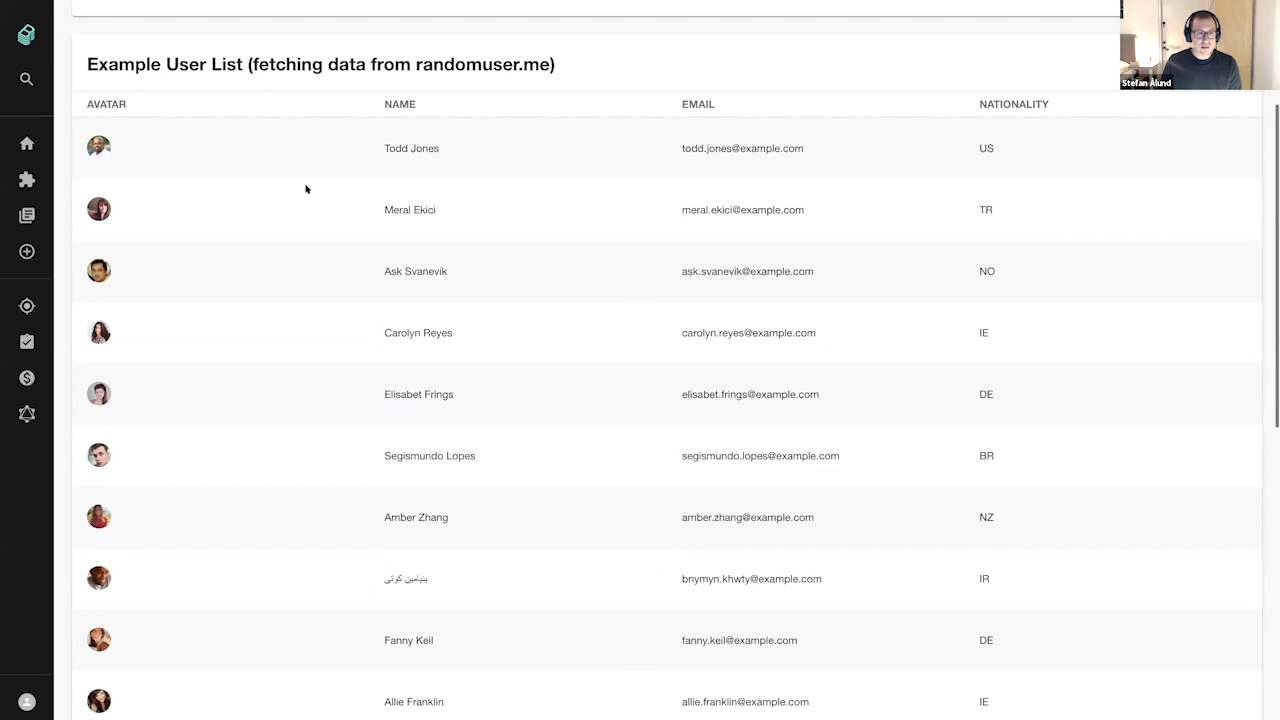 Example User List (fetching data from randomuser.me)
Stefan Ålund
AVATAR NAME EMAIL NATIONALITY
Todd Jones todd.jones@example.com US
Meral Ekici meral.ekici@example.com TR
Ask Svanevik ask.svanevik@example.com NO
Carolyn Reyes carolyn.reyes@example.com IE
Elisabet Frings elisabet.frings@example.com DE
Segismundo Lopes segismundo.lopes@example.com BR
Amber Zhang amber.zhang@example.com NZ
بنیامین کوتی bnymyn.khwty@example.com IR
Fanny Keil fanny.keil@example.com DE
Allie Franklin allie.franklin@example.com IE